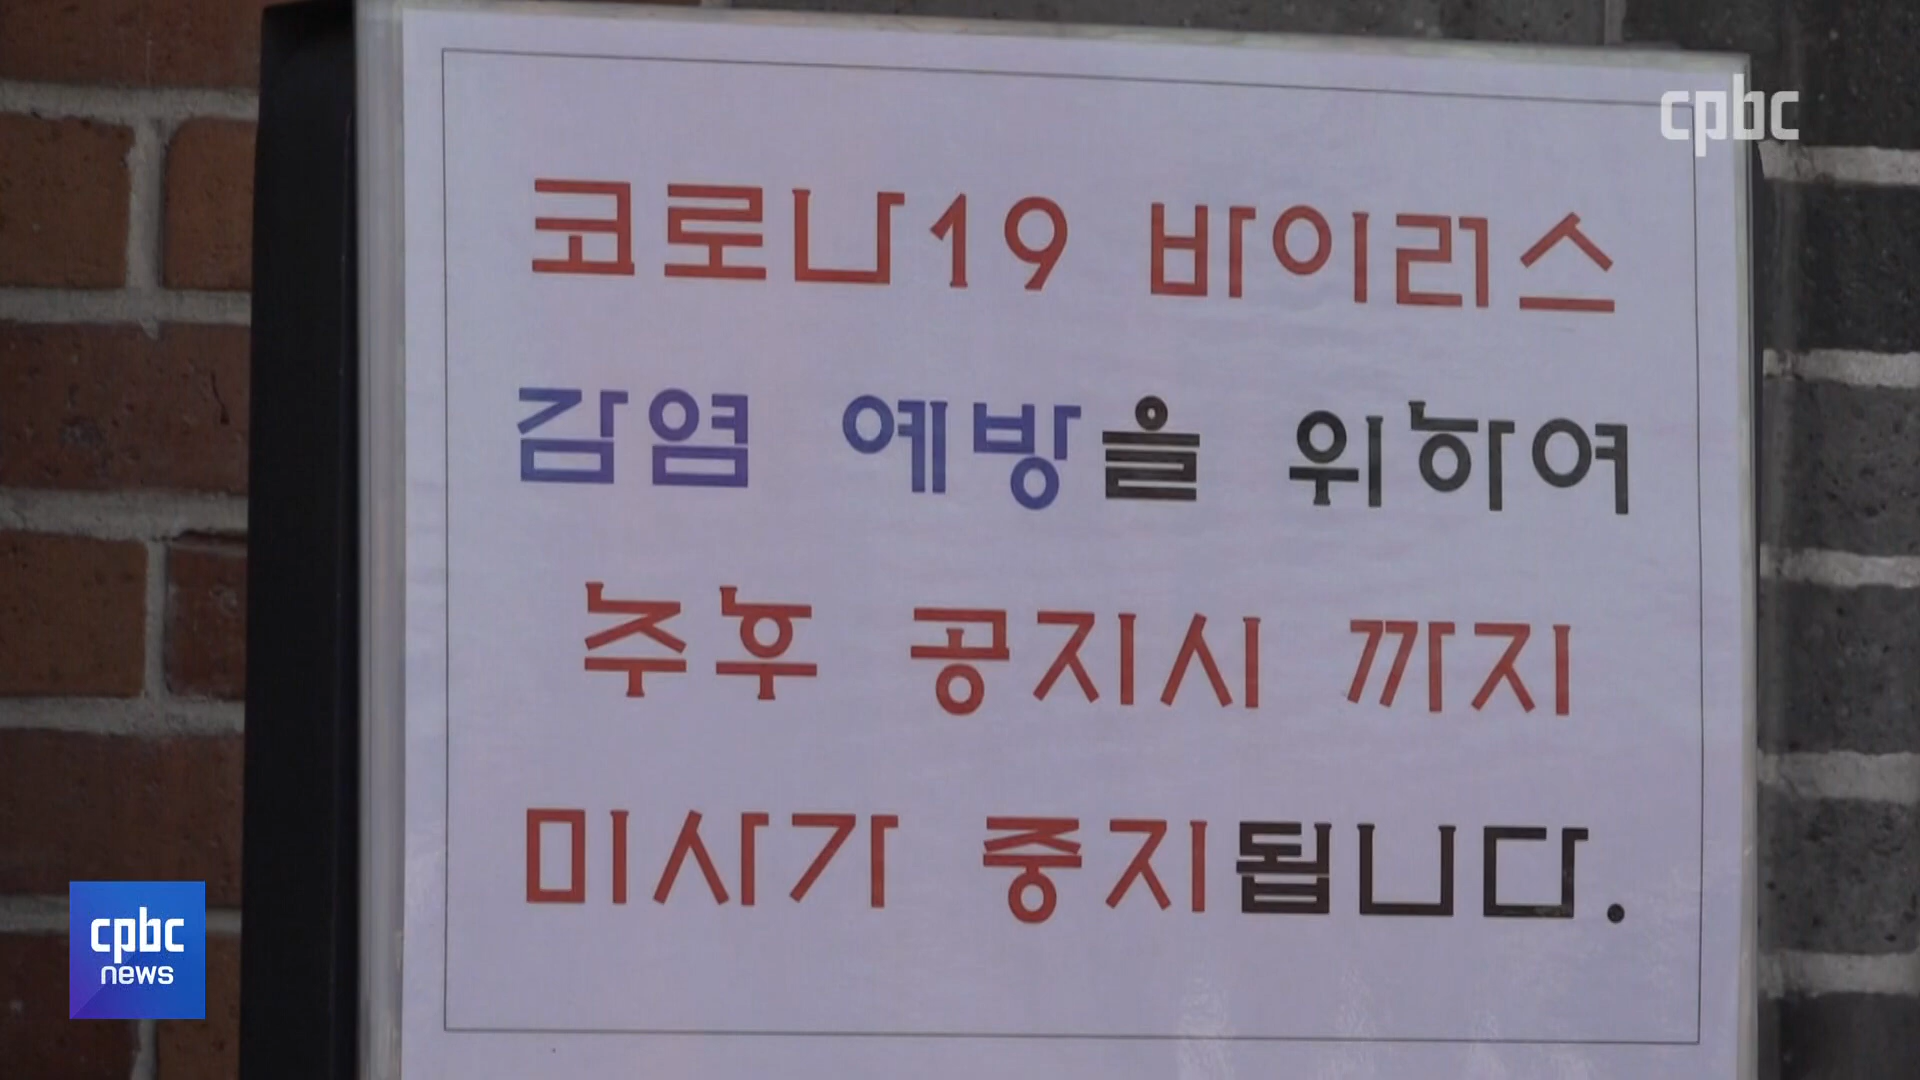 cpbc
코로나19 바이러스
감염 예방을 위하여
추후 공지시 까지
미사가 중지됩니다.
cpbc
news